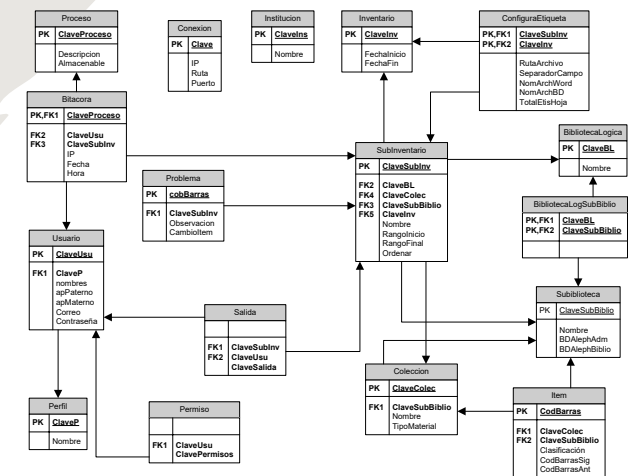 Proceso
PK ClaveProceso
Descripcion
Almacenable
Conexion
PK Clave
IP
Ruta
Puerto
Institucion
PK ClaveIns
Nombre
Inventario
PK ClaveInv
FechaInicio
FechaFin
ConfiguraEtiqueta
PK,FK1 ClaveSubInv
PK,FK2 ClaveInv
RutaArchivo
SeparadorCampo
NomArchWord
NomArchBD
TotalEtisHoja
Bitacora
PK,FK1 ClaveProceso
FK2 ClaveUsu
FK3 ClaveSubInv
IP
Fecha
Hora
Problema
PK cobBarras
FK1 ClaveSubInv
Observacion
CambioItem
SubInventario
PK ClaveSubInv
FK2 ClaveBL
FK4 ClaveColec
FK3 ClaveSubBiblio
FK5 ClaveInv
Nombre
RangoInicio
RangoFinal
Ordenar
BibliotecaLogica
PK ClaveBL
Nombre
BibliotecaLogSubBiblio
PK,FK1 ClaveBL
PK,FK2 ClaveSubBiblio
Usuario
PK ClaveUsu
FK1 ClaveP
nombres
apPaterno
apMaterno
Correo
Contraseña
Salida
FK1 ClaveSubInv
FK2 ClaveUsu
ClaveSalida
Subiblioteca
PK ClaveSubBiblio
Nombre
BDAlephAdm
BDAlephBiblio
Perfil
PK ClaveP
Nombre
Permiso
FK1 ClaveUsu
ClavePermisos
Coleccion
PK ClaveColec
FK1 ClaveSubBiblio
Nombre
TipoMaterial
Item
PK CodBarras
FK1 ClaveColec
FK2 ClaveSubBiblio
Clasificación
CodBarrasSig
CodBarrasAnt